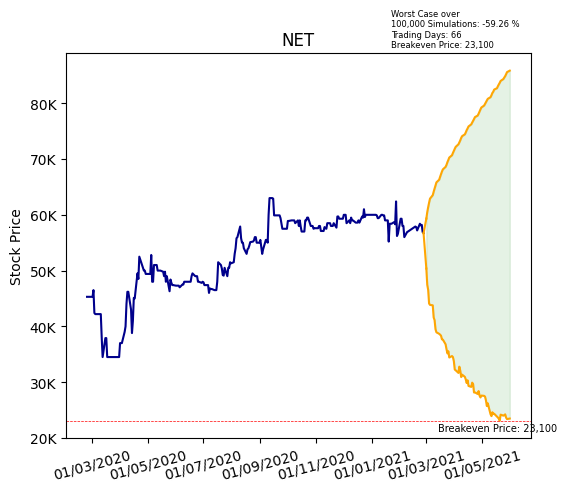 Worst Case over
100,000 Simulations: -59.26 %
Trading Days: 66
Breakeven Price: 23,100
NET
Stock Price
80K
70K
60K
50K
40K
30K
20K
Breakeven Price: 23,100
01/03/2020
01/05/2020
01/07/2020
01/09/2020
01/11/2020
01/01/2021
01/03/2021
01/05/2021